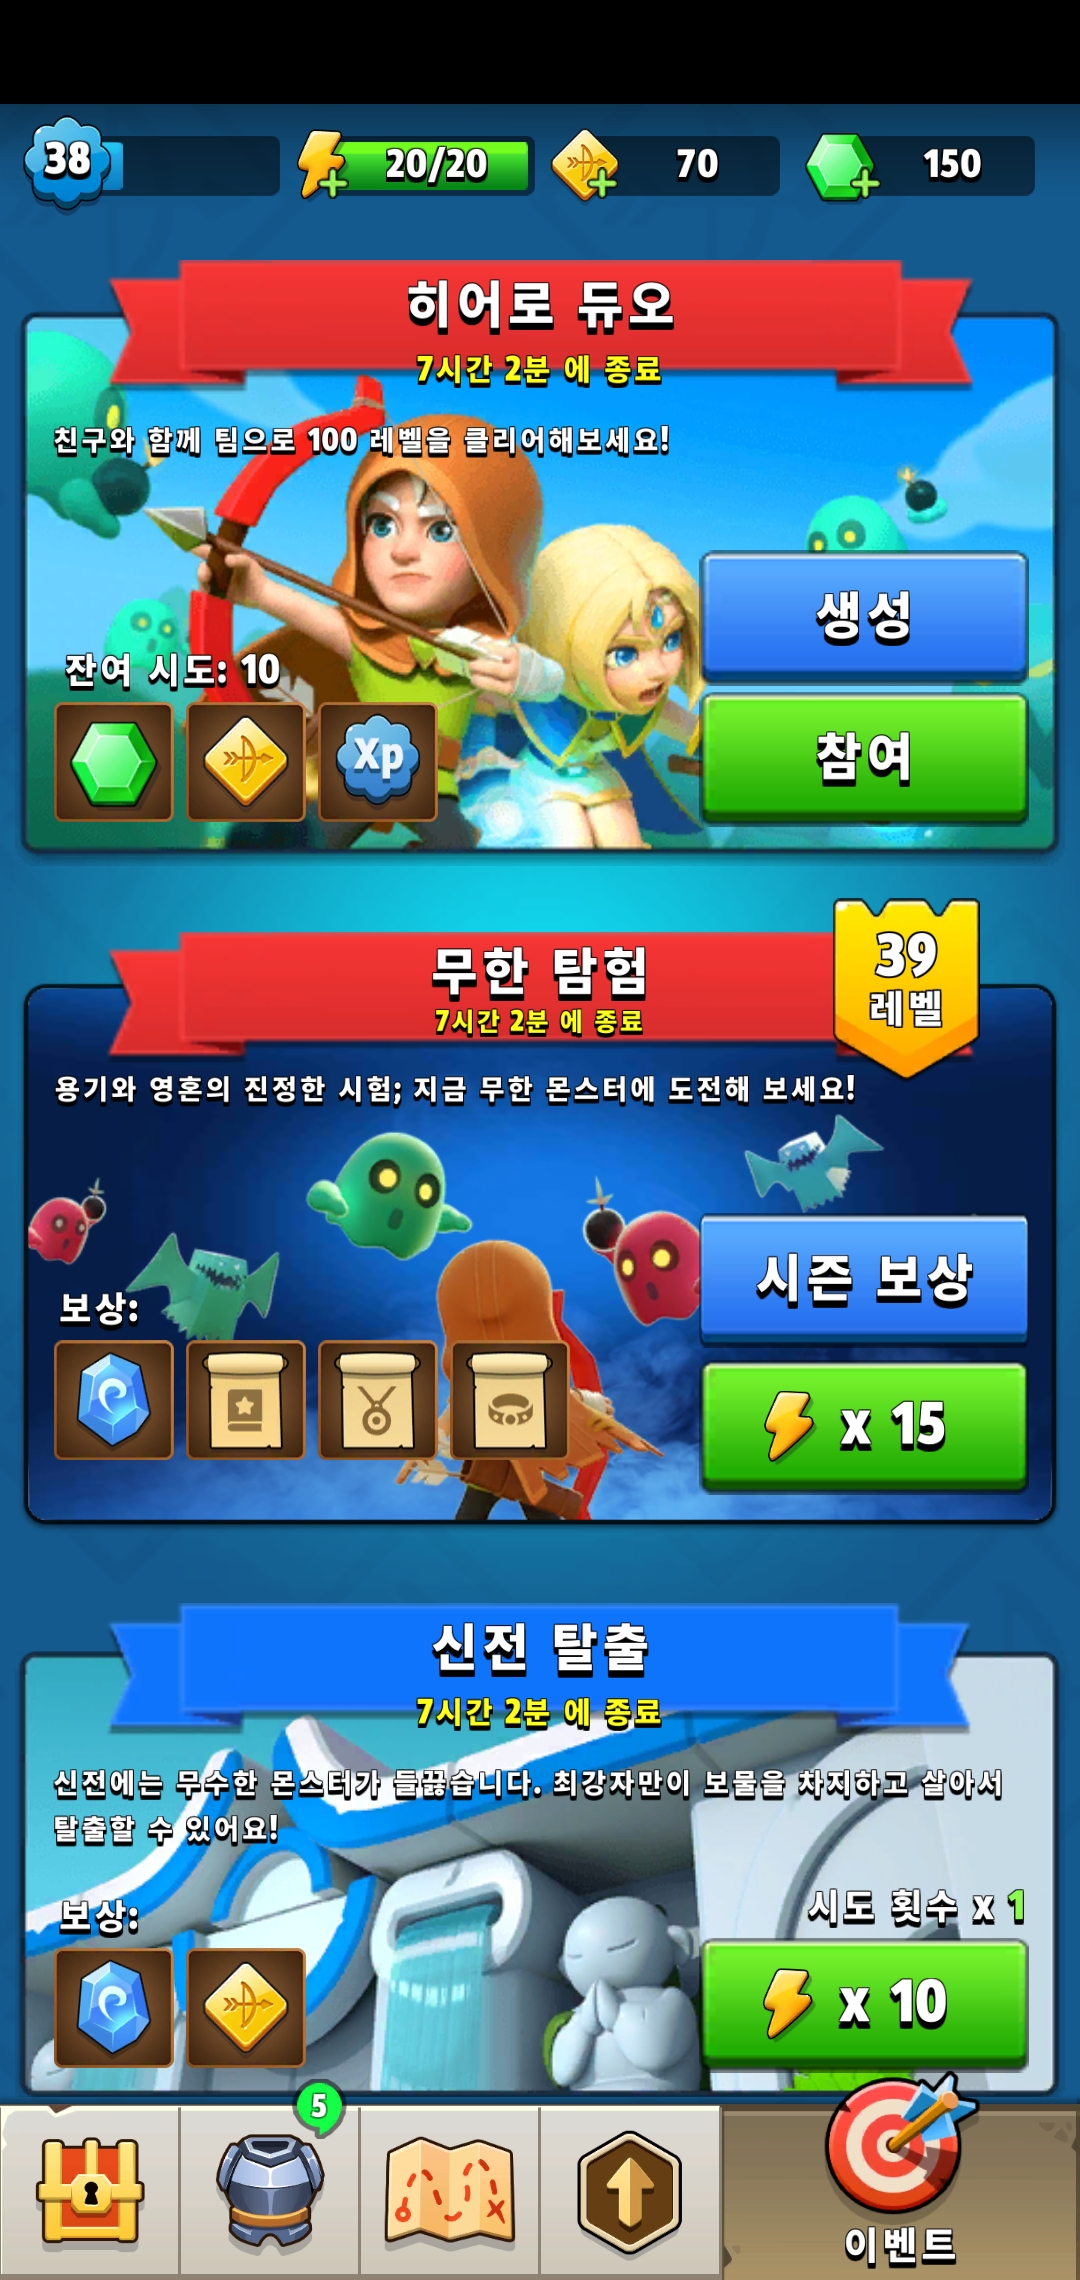 38
20/20
70
150
히어로 듀오
7시간 2분 에 종료
친구와 함께 팀으로 100 레벨을 클리어해보세요!
생성
잔여 시도: 10
Xp
참여
무한 탐험
7시간 2분 에 종료
39
레벨
용기와 영혼의 진정한 시험; 지금 무한 몬스터에 도전해 보세요!
시즌 보상
보상:
x 15
신전 탈출
7시간 2분 에 종료
신전에는 무수한 몬스터가 들끓습니다. 최강자만이 보물을 차지하고 살아서
탈출할 수 있어요!
시도 횟수 x 1
보상:
x 10
5
이벤트